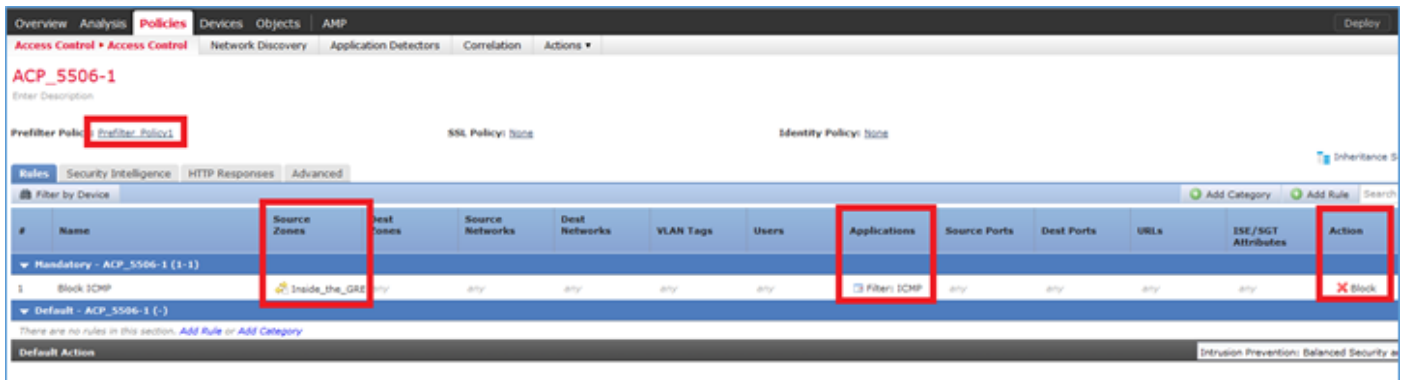 Overview Analysis Policies Devices Objects AMP Deploy
Access Control ▸ Access Control Network Discovery Application Detectors Correlation Actions ▾
ACP_5506-1
Enter Description
Prefilter Polic : Prefilter_Policy1 SSL Policy: None Identity Policy: None
Inheritance S
Rules Security Intelligence HTTP Responses Advanced
Filter by Device Add Category Add Rule Search
# Name Source Zones Dest Zones Source Networks Dest Networks VLAN Tags Users Applications Source Ports Dest Ports URLs ISE/SGT Attributes Action
Mandatory - ACP_5506-1 (1-1)
1 Block ICMP Inside_the_GRE any any any any any Filter: ICMP any any any any Block
Default - ACP_5506-1 (-)
There are no rules in this section. Add Rule or Add Category
Default Action Intrusion Prevention: Balanced Security a